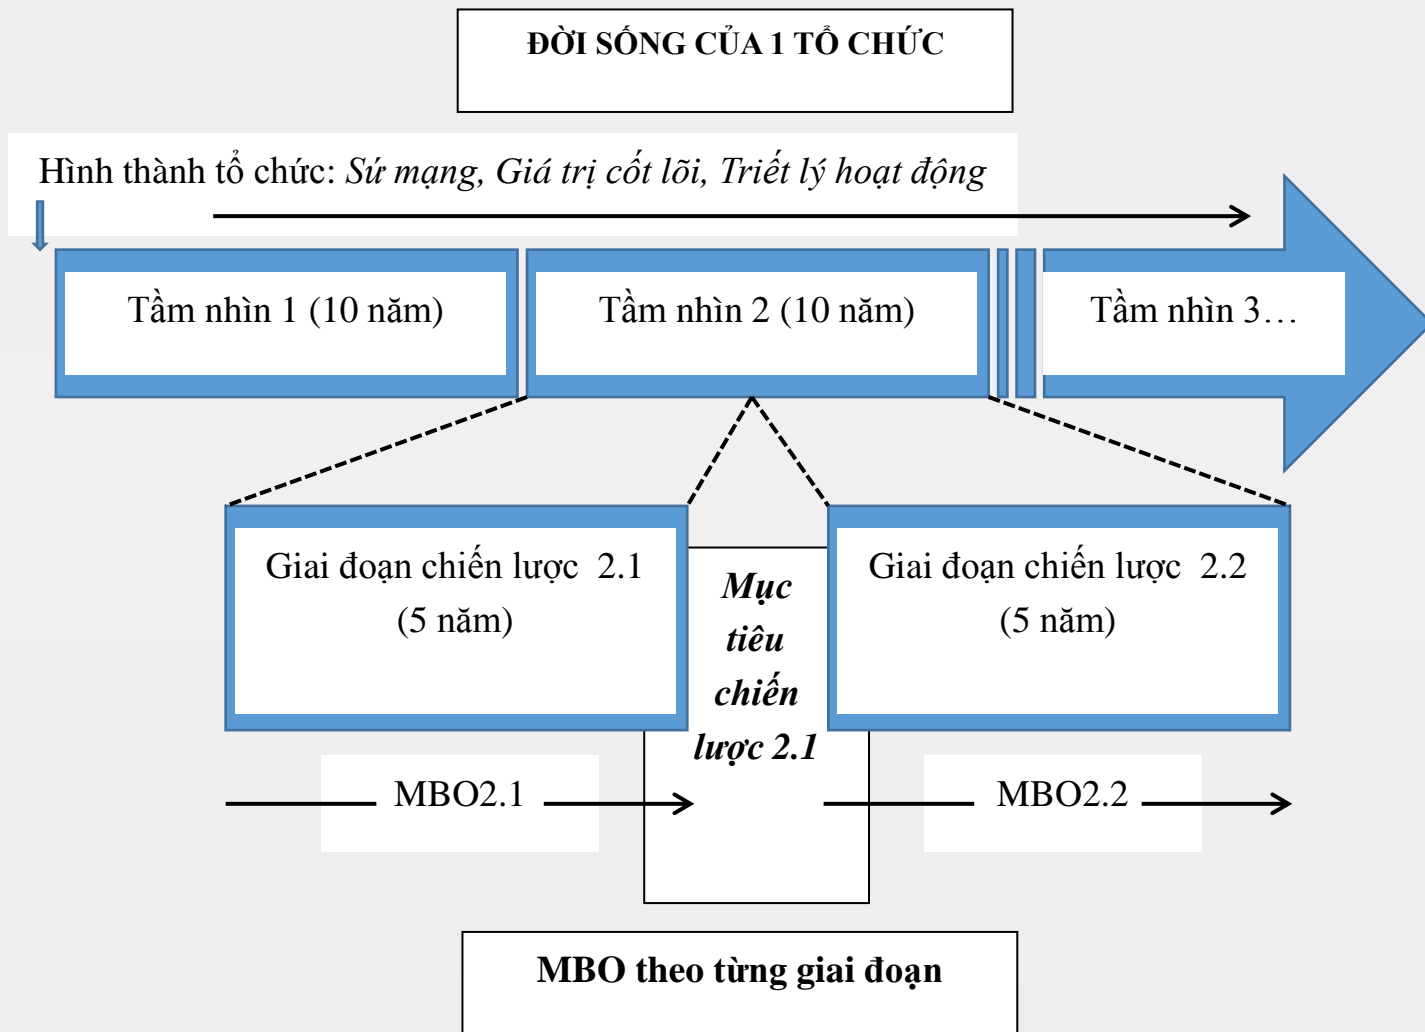 ĐỜI SỐNG CỦA 1 TỔ CHỨC
Hình thành tổ chức: Sứ mạng, Giá trị cốt lõi, Triết lý hoạt động
Tầm nhìn 1 (10 năm)
Tầm nhìn 2 (10 năm)
Tầm nhìn 3…
Giai đoạn chiến lược 2.1
(5 năm)
Mục
tiêu
chiến
lược 2.1
Giai đoạn chiến lược 2.2
(5 năm)
MBO2.1
MBO2.2
MBO theo từng giai đoạn